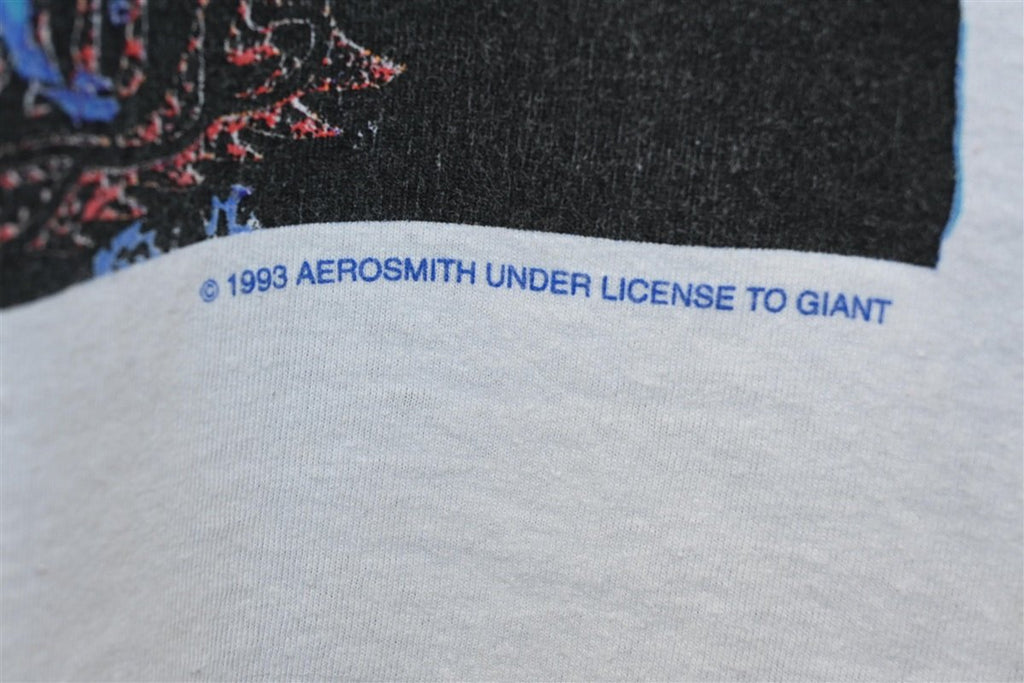 © 1993 AEROSMITH UNDER LICENSE TO GIANT